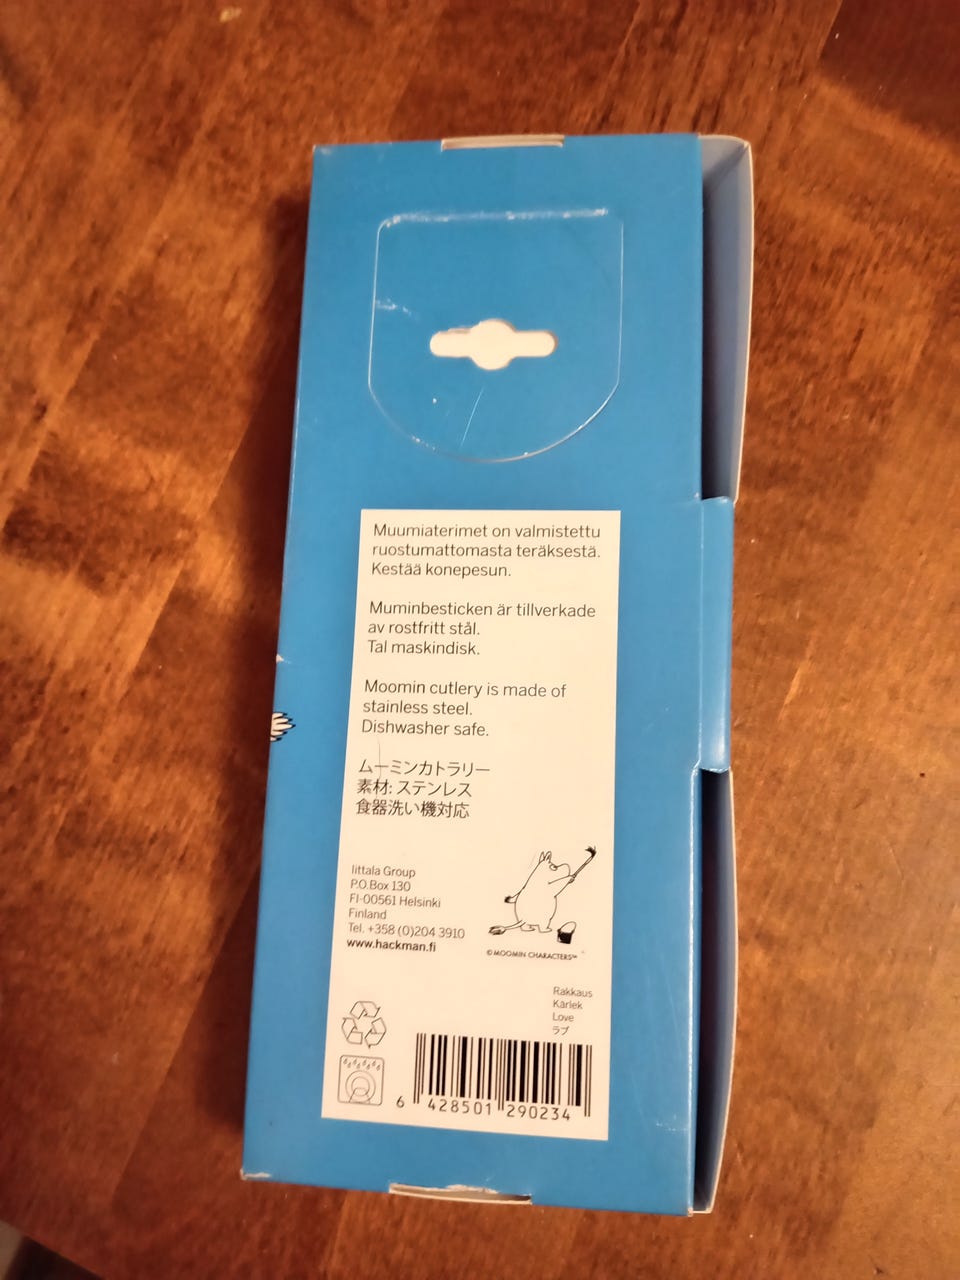 Muumiaterimet on valmistettu
ruostumattomasta teräksestä.
Kestää konepesun.
Muminbesticken är tillverkade
av rostfritt stål.
Tal maskindisk.
Moomin cutlery is made of
stainless steel.
Dishwasher safe.
ムーミンカトラリー
素材: ステンレス
食器洗い機対応
Iittala Group
P.O.Box 130
FI-00561 Helsinki
Finland
Tel. +358 (0)204 3910
www.hackman.fi
© MOOMIN CHARACTERS™
Rakkaus
Kärlek
Love
ラブ
6 428501 290234